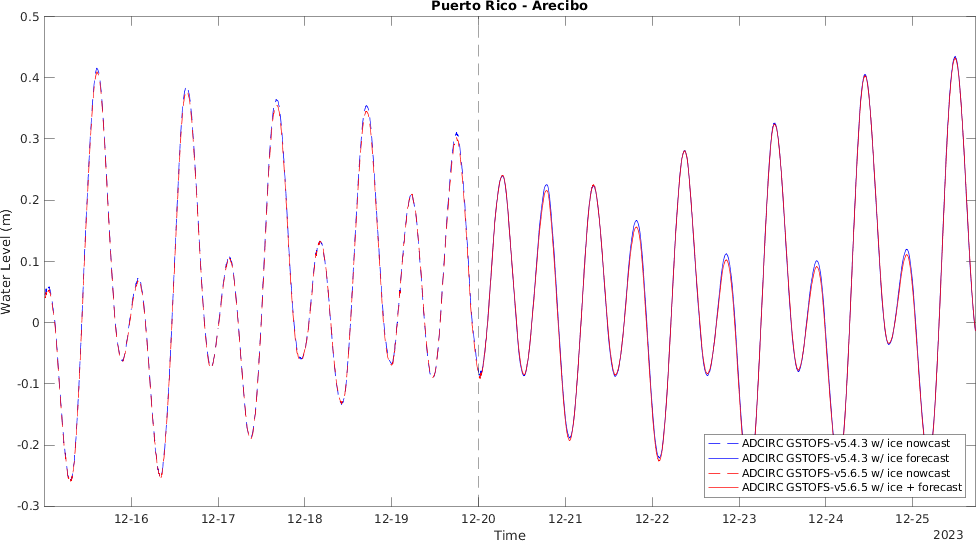 Puerto Rico - Arecibo
Water Level (m)
0.5
0.4
0.3
0.2
0.1
0
-0.1
-0.2
-0.3
ADCIRC GSTOFS-v5.4.3 w/ ice nowcast
ADCIRC GSTOFS-v5.4.3 w/ ice forecast
ADCIRC GSTOFS-v5.6.5 w/ ice nowcast
ADCIRC GSTOFS-v5.6.5 w/ ice + forecast
12-16 12-17 12-18 12-19 12-20 12-21 12-22 12-23 12-24 12-25
Time
2023